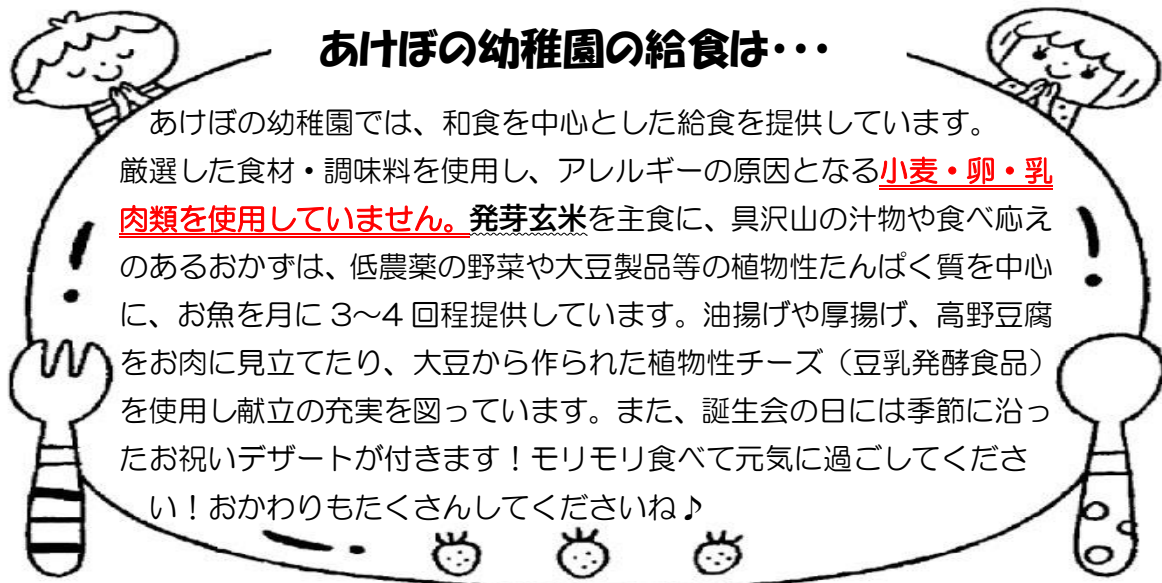 あけぼの幼稚園の給食は・・・
あけぼの幼稚園では、和食を中心とした給食を提供しています。
厳選した食材・調味料を使用し、アレルギーの原因となる小麦・卵・乳
肉類を使用していません。発芽玄米を主食に、具沢山の汁物や食べ応え
のあるおかずは、低農薬の野菜や大豆製品等の植物性たんぱく質を中心
に、お魚を月に 3～4 回程提供しています。油揚げや厚揚げ、高野豆腐
をお肉に見立てたり、大豆から作られた植物性チーズ（豆乳発酵食品）
を使用し献立の充実を図っています。また、誕生会の日には季節に沿っ
たお祝いデザートが付きます！モリモリ食べて元気に過ごしてくださ
い！おかわりもたくさんしてくださいね♪